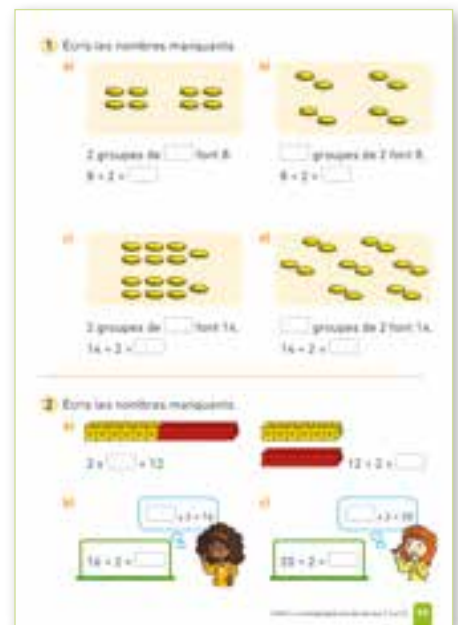 1 Écris les nombres manquants.
a)
b)
2 groupes de font 8.
groupes de 2 font 8.
8 ÷ 2 =
8 ÷ 2 =
c)
d)
2 groupes de font 14.
groupes de 2 font 14.
14 ÷ 2 =
14 ÷ 2 =
2 Écris les nombres manquants.
a)
2 × = 12
12 ÷ 2 =
b)
c)
× 2 = 16
× 2 = 20
16 ÷ 2 =
20 ÷ 2 =